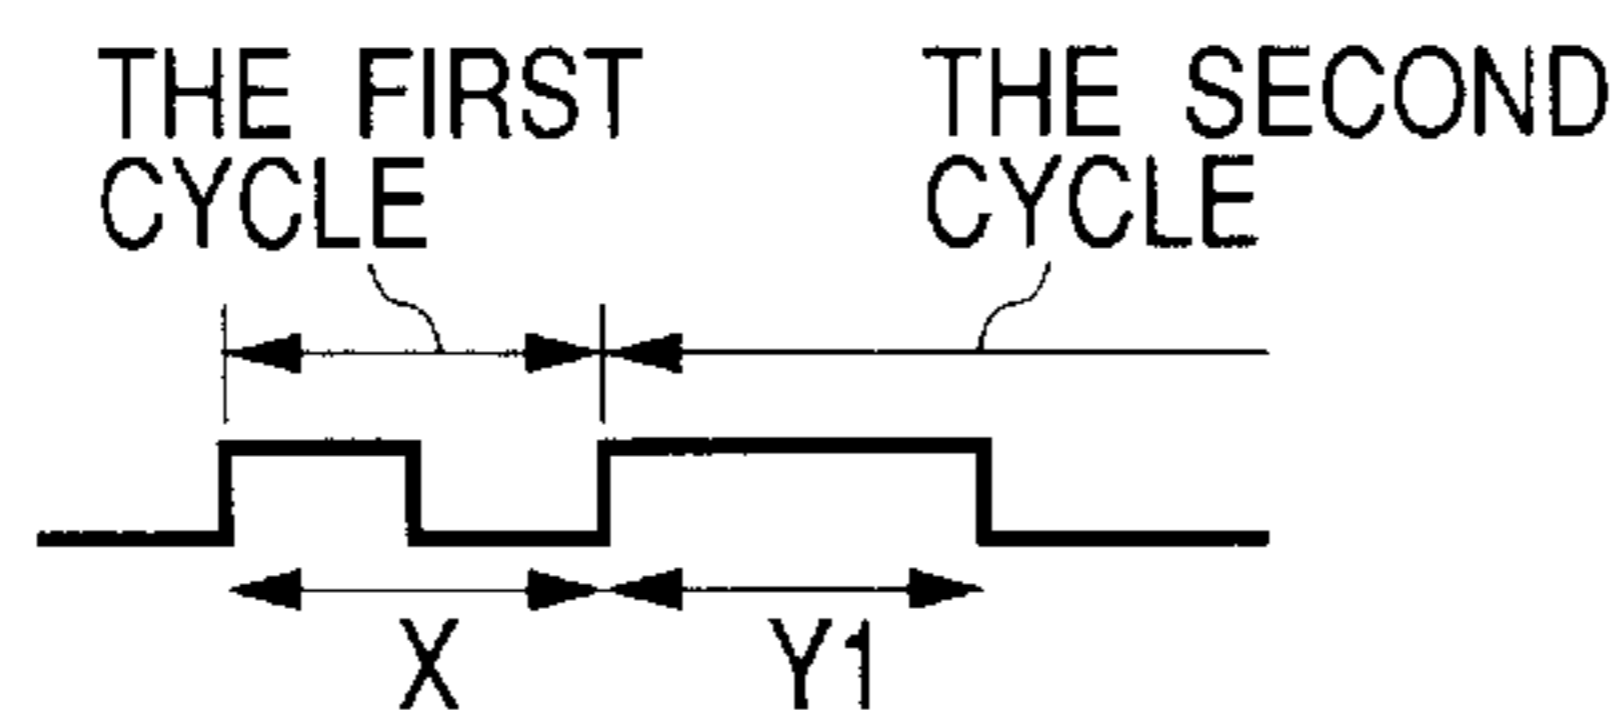 THE FIRST
CYCLE
THE SECOND
CYCLE
X
Y1